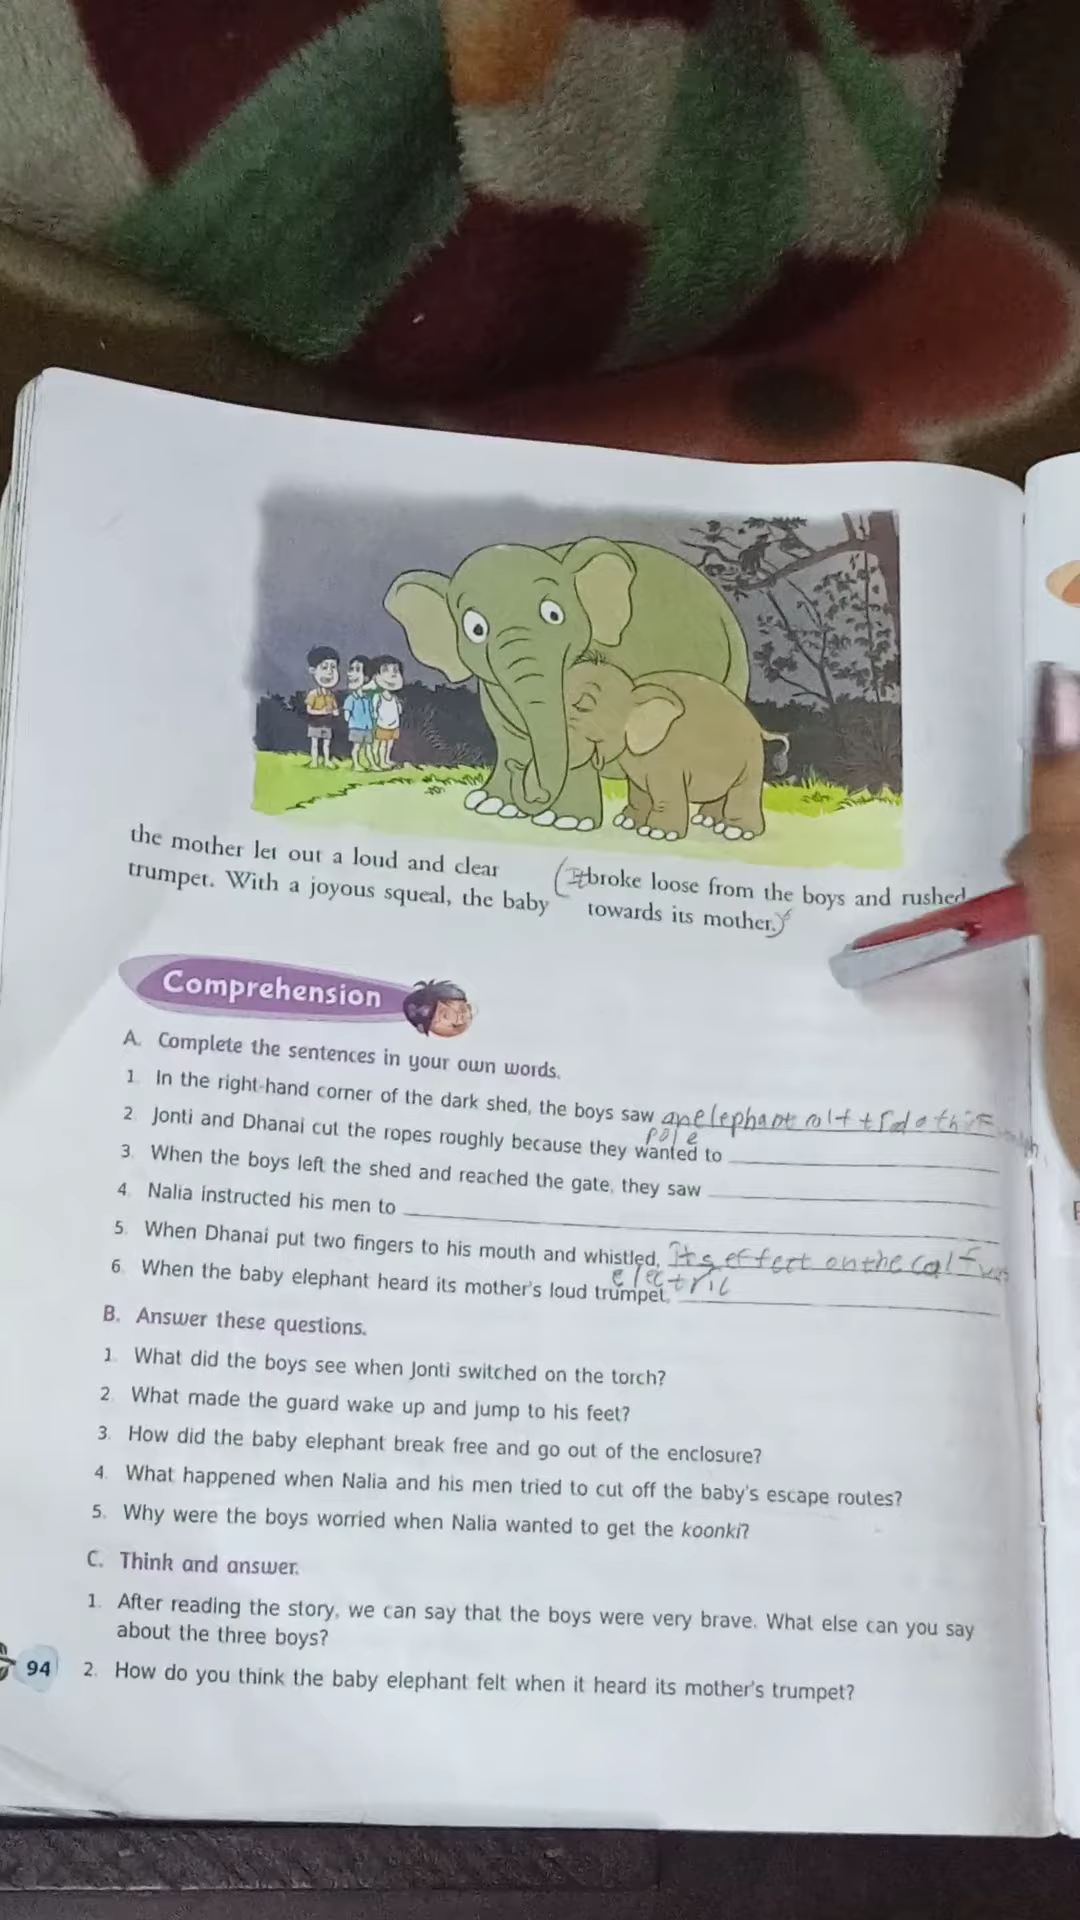 the mother let out a loud and clear
trumpet. With a joyous squeal, the baby
broke loose from the boys and rushed
towards its mother.
Comprehension
A. Complete the sentences in your own words.
1. In the right-hand corner of the dark shed, the boys saw an elephant
pole
2. Jonti and Dhanai cut the ropes roughly because they wanted to
3. When the boys left the shed and reached the gate, they saw
4. Nalia instructed his men to
5. When Dhanai put two fingers to his mouth and whistled, its effect on the calf was
electric
6. When the baby elephant heard its mother's loud trumpet,
B. Answer these questions.
1. What did the boys see when Jonti switched on the torch?
2. What made the guard wake up and jump to his feet?
3. How did the baby elephant break free and go out of the enclosure?
4. What happened when Nalia and his men tried to cut off the baby's escape routes?
5. Why were the boys worried when Nalia wanted to get the koonki?
C. Think and answer.
1. After reading the story, we can say that the boys were very brave. What else can you say
about the three boys?
94
2. How do you think the baby elephant felt when it heard its mother's trumpet?